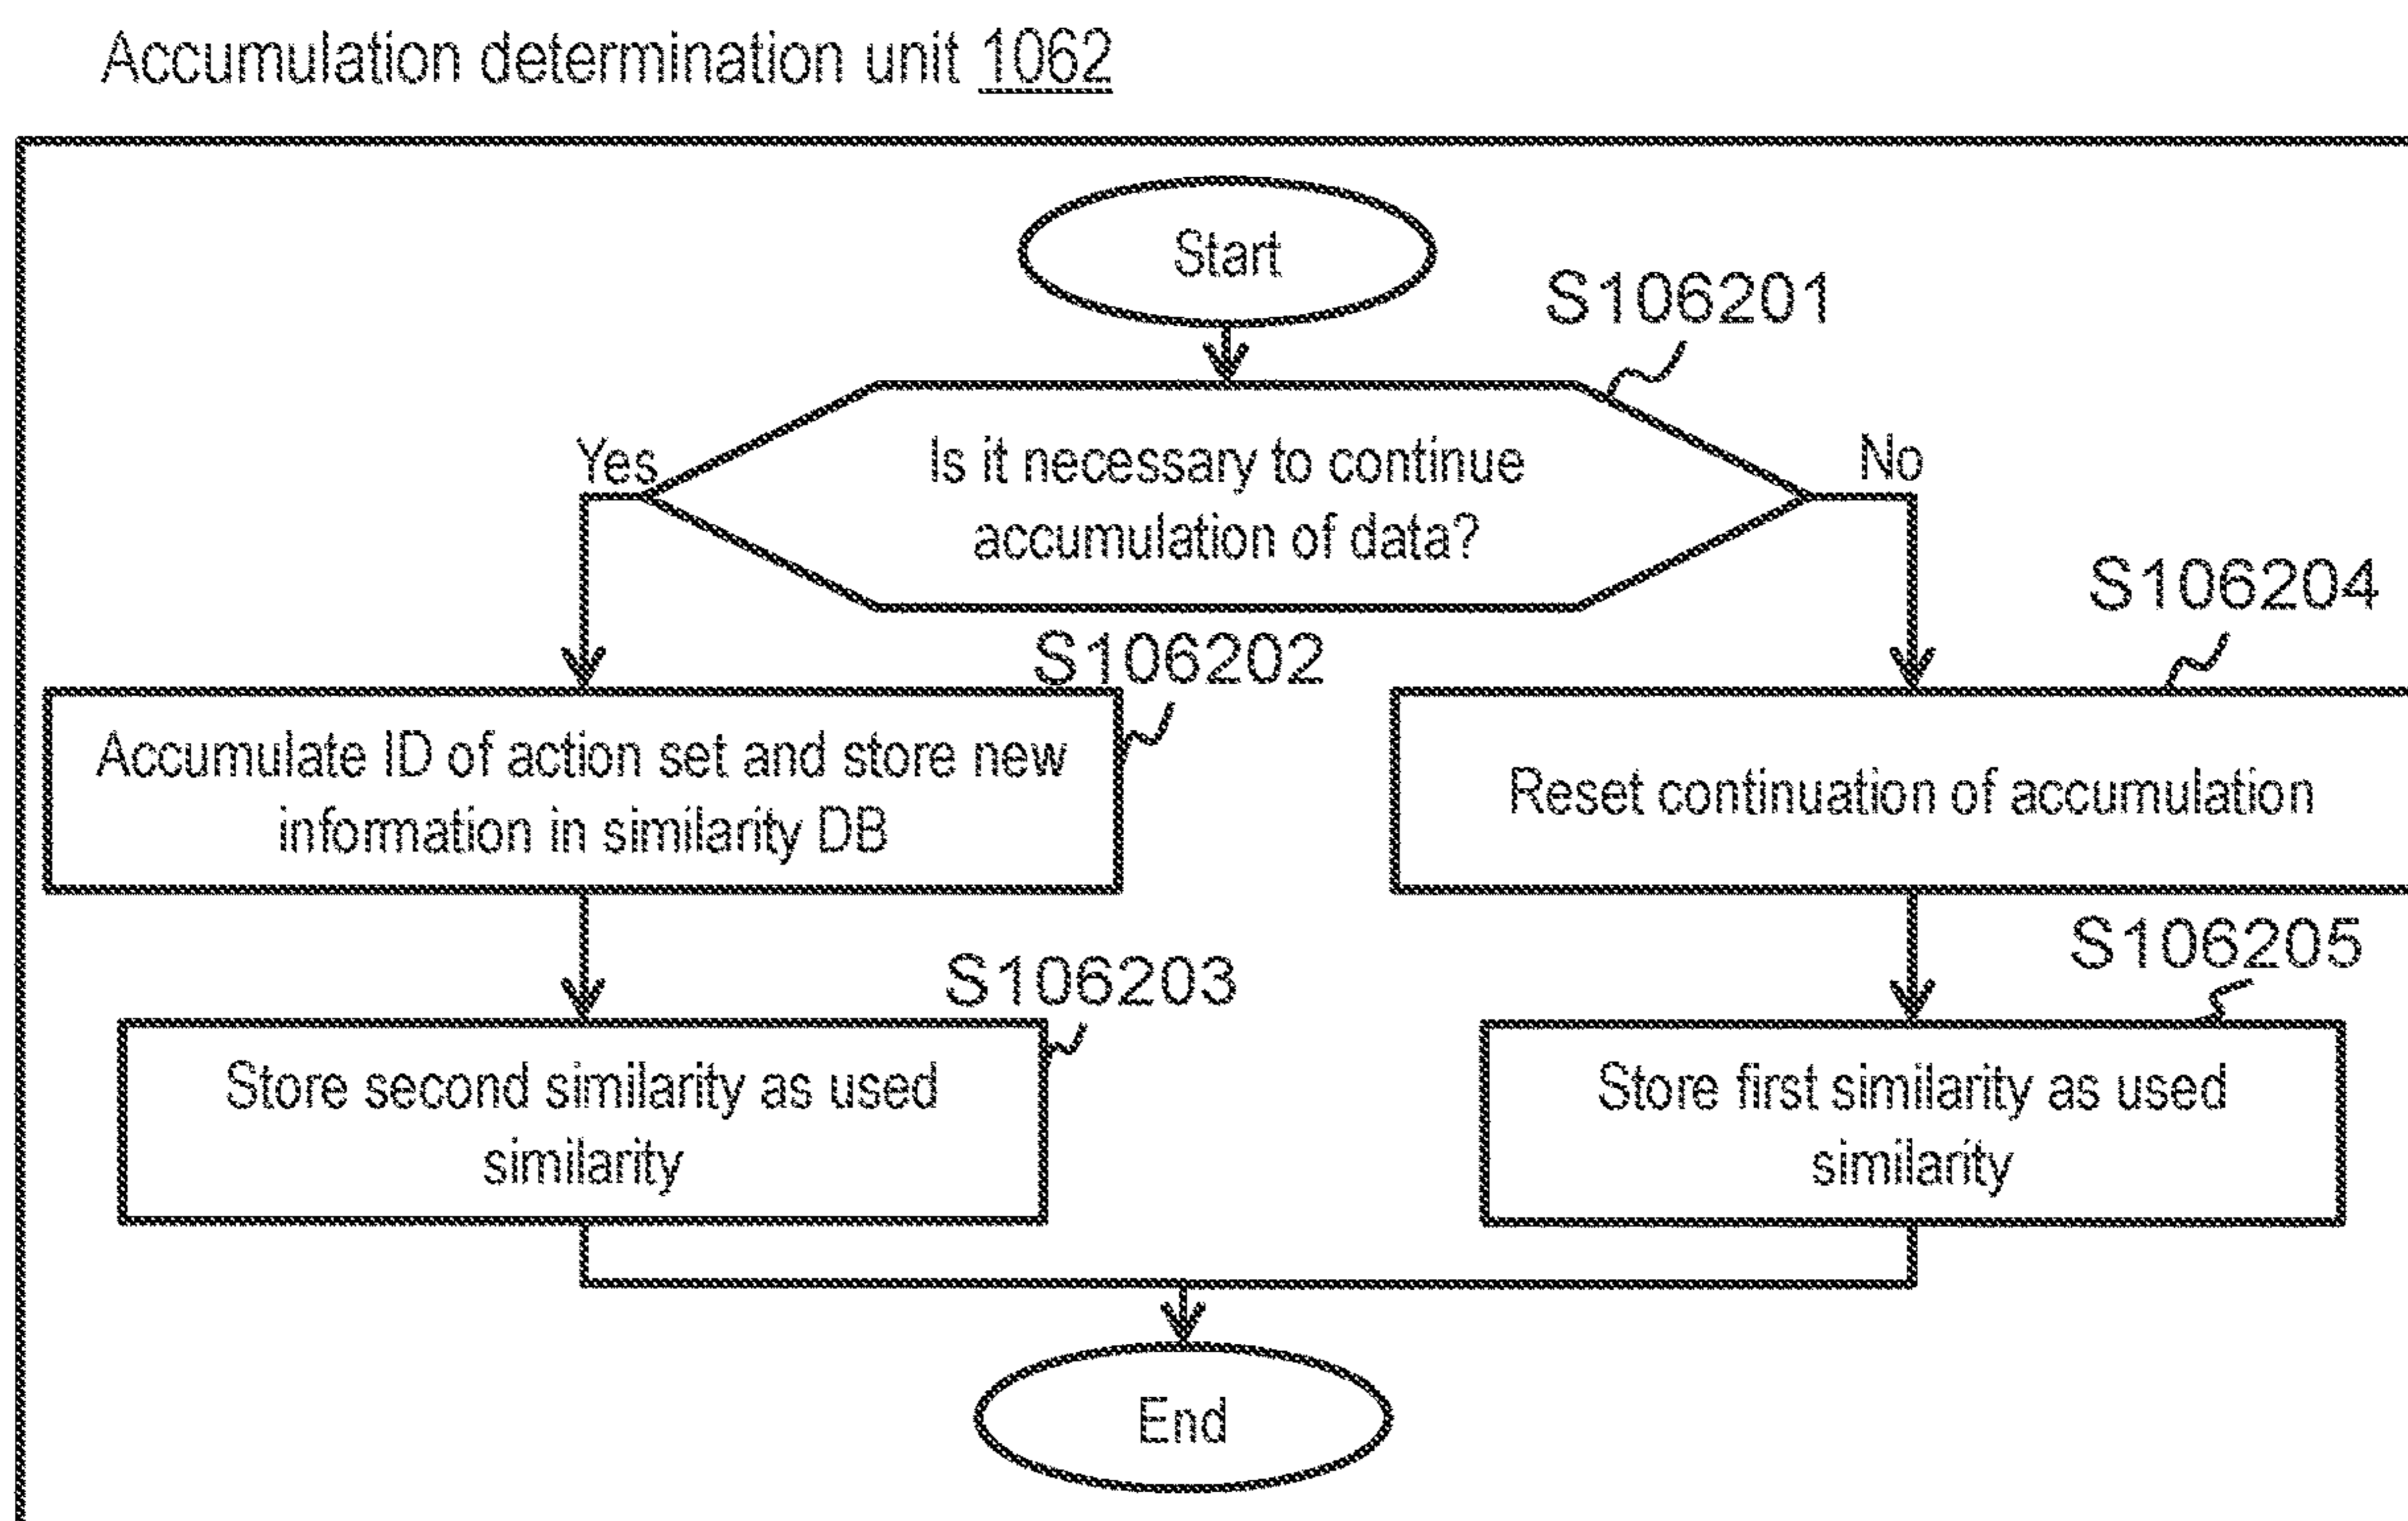 Accumulation determination unit 1062
Start
S106201
Yes
Is it necessary to continue
accumulation of data?
No
S106202
S106204
Accumulate ID of action set and store new
information in similarity DB
Reset continuation of accumulation
S106203
S106205
Store second similarity as used
similarity
Store first similarity as used
similarity
End